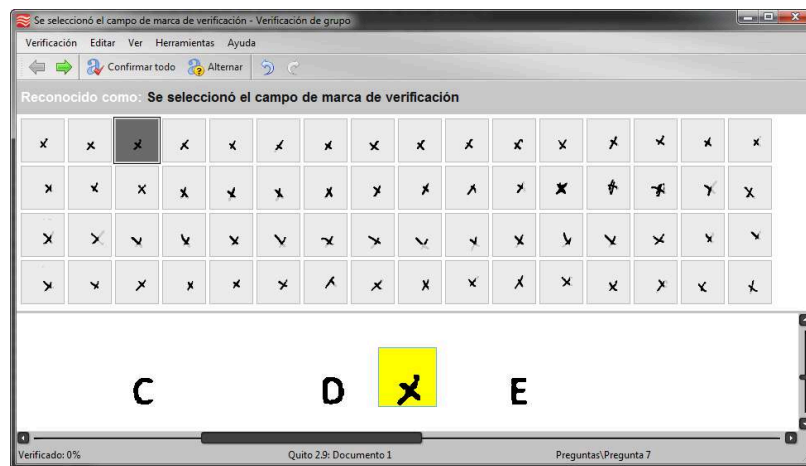 Se seleccionó el campo de marca de verificación - Verificación de grupo
Verificación Editar Ver Herramientas Ayuda
Confirmar todo Alternar
Reconocido como: Se seleccionó el campo de marca de verificación
C D X E
Verificado: 0% Quito 2.9: Documento 1 Preguntas\Pregunta 7